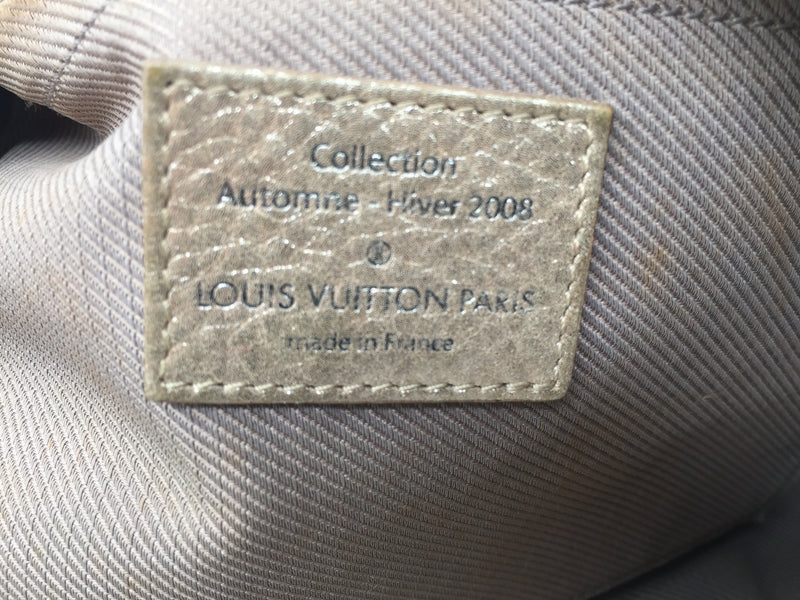 Collection
Automne - Hiver 2008
LOUIS VUITTON PARIS
made in France